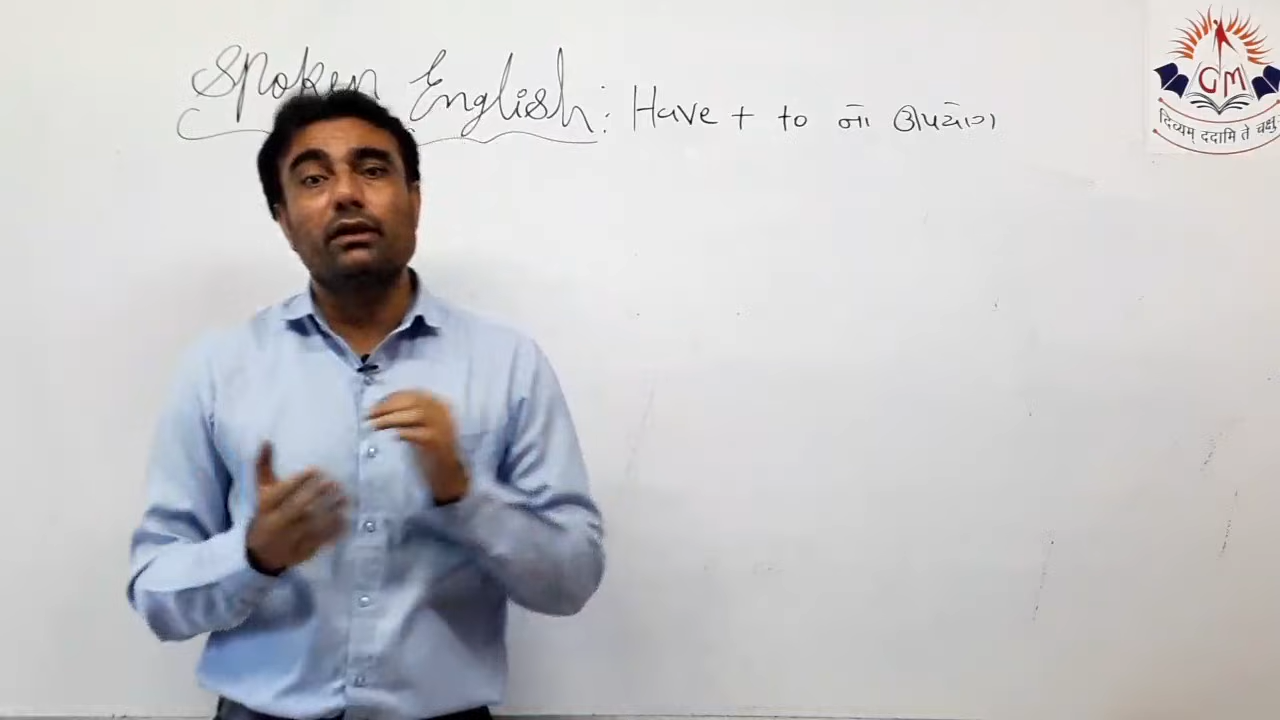 Spoken English: Have + to નો ઉપયોગ
GM
दिव्यम् ददामि ते चक्षु